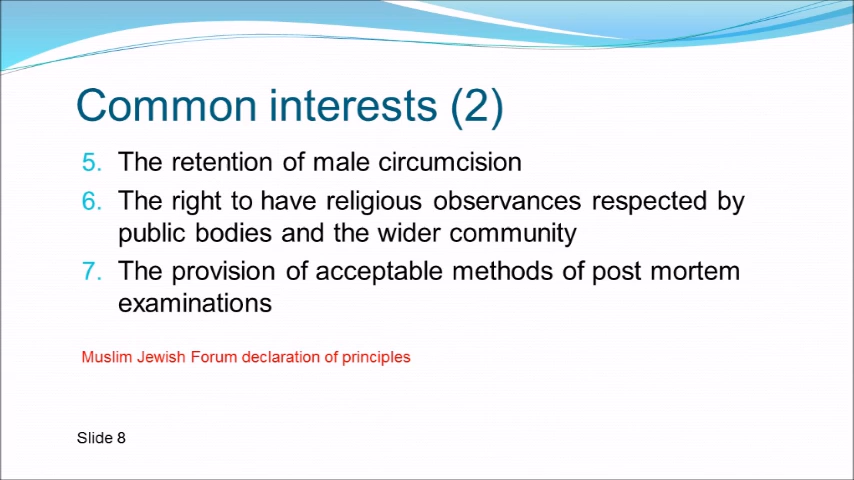 Common interests (2)
5. The retention of male circumcision
6. The right to have religious observances respected by
public bodies and the wider community
7. The provision of acceptable methods of post mortem
examinations
Muslim Jewish Forum declaration of principles
Slide 8